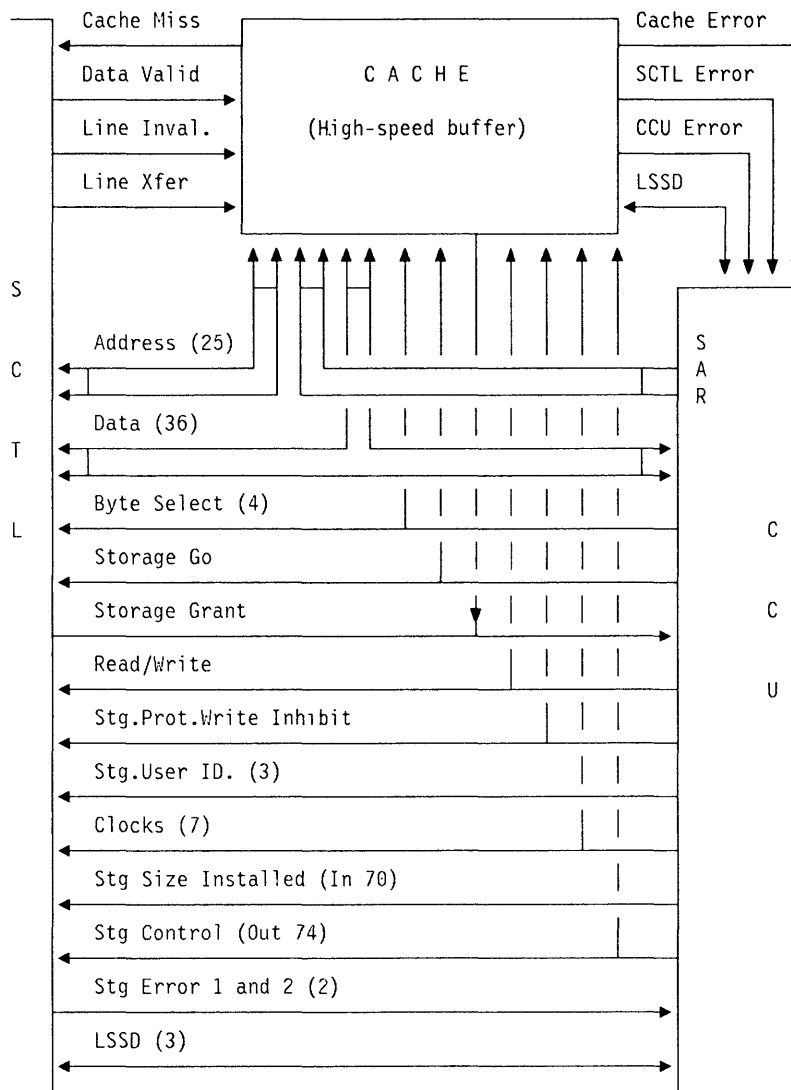 Cache Miss
Cache Error
Data Valid
C A C H E
SCTL Error
Line Inval.
(High-speed buffer)
CCU Error
Line Xfer
LSSD
S
C
T
L
Address (25)
S
A
R
Data (36)
Byte Select (4)
Storage Go
Storage Grant
Read/Write
Stg.Prot.Write Inhibit
Stg.User ID. (3)
Clocks (7)
Stg Size Installed (In 70)
Stg Control (Out 74)
Stg Error 1 and 2 (2)
LSSD (3)
C
C
U